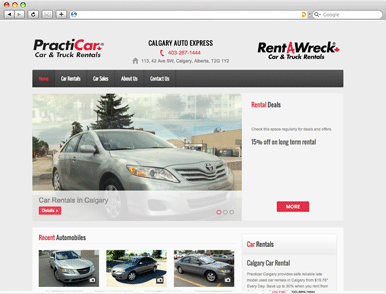 Google
PractiCar
Car & Truck Rentals
CALGARY AUTO EXPRESS
403-287-1444
113, 42 Ave SW, Calgary, Alberta, T2G 1Y2
RentAWreck
Car & Truck Rentals
Home Car Rentals Car Sales About Us Contact Us
Car Rentals in Calgary
Details »
Rental Deals
Check this space regularly for deals and offers.
15% off on long term rental
MORE
Recent Automobiles
Car Rentals
Calgary Car Rental
Practicar Calgary provides safe reliable late
model used car rentals in Calgary from $19.76*
Every Day. Save up to 30% when you rent from